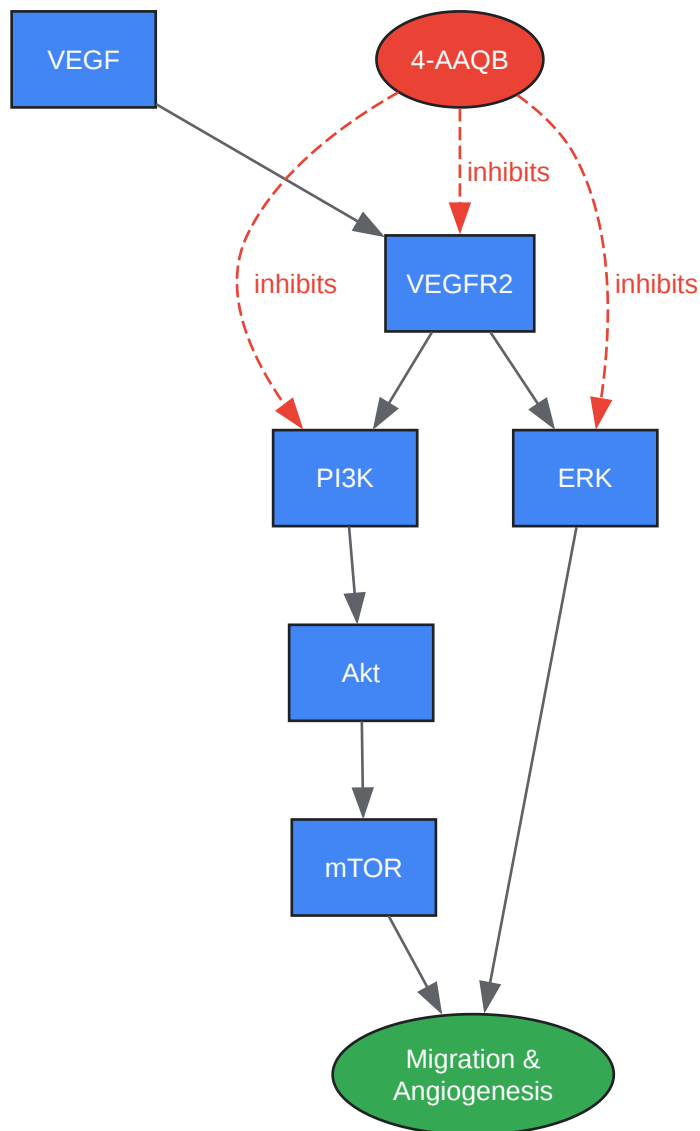 VEGF
4-AAQB
inhibits
inhibits
VEGFR2
inhibits
PI3K
ERK
Akt
mTOR
Migration &
Angiogenesis